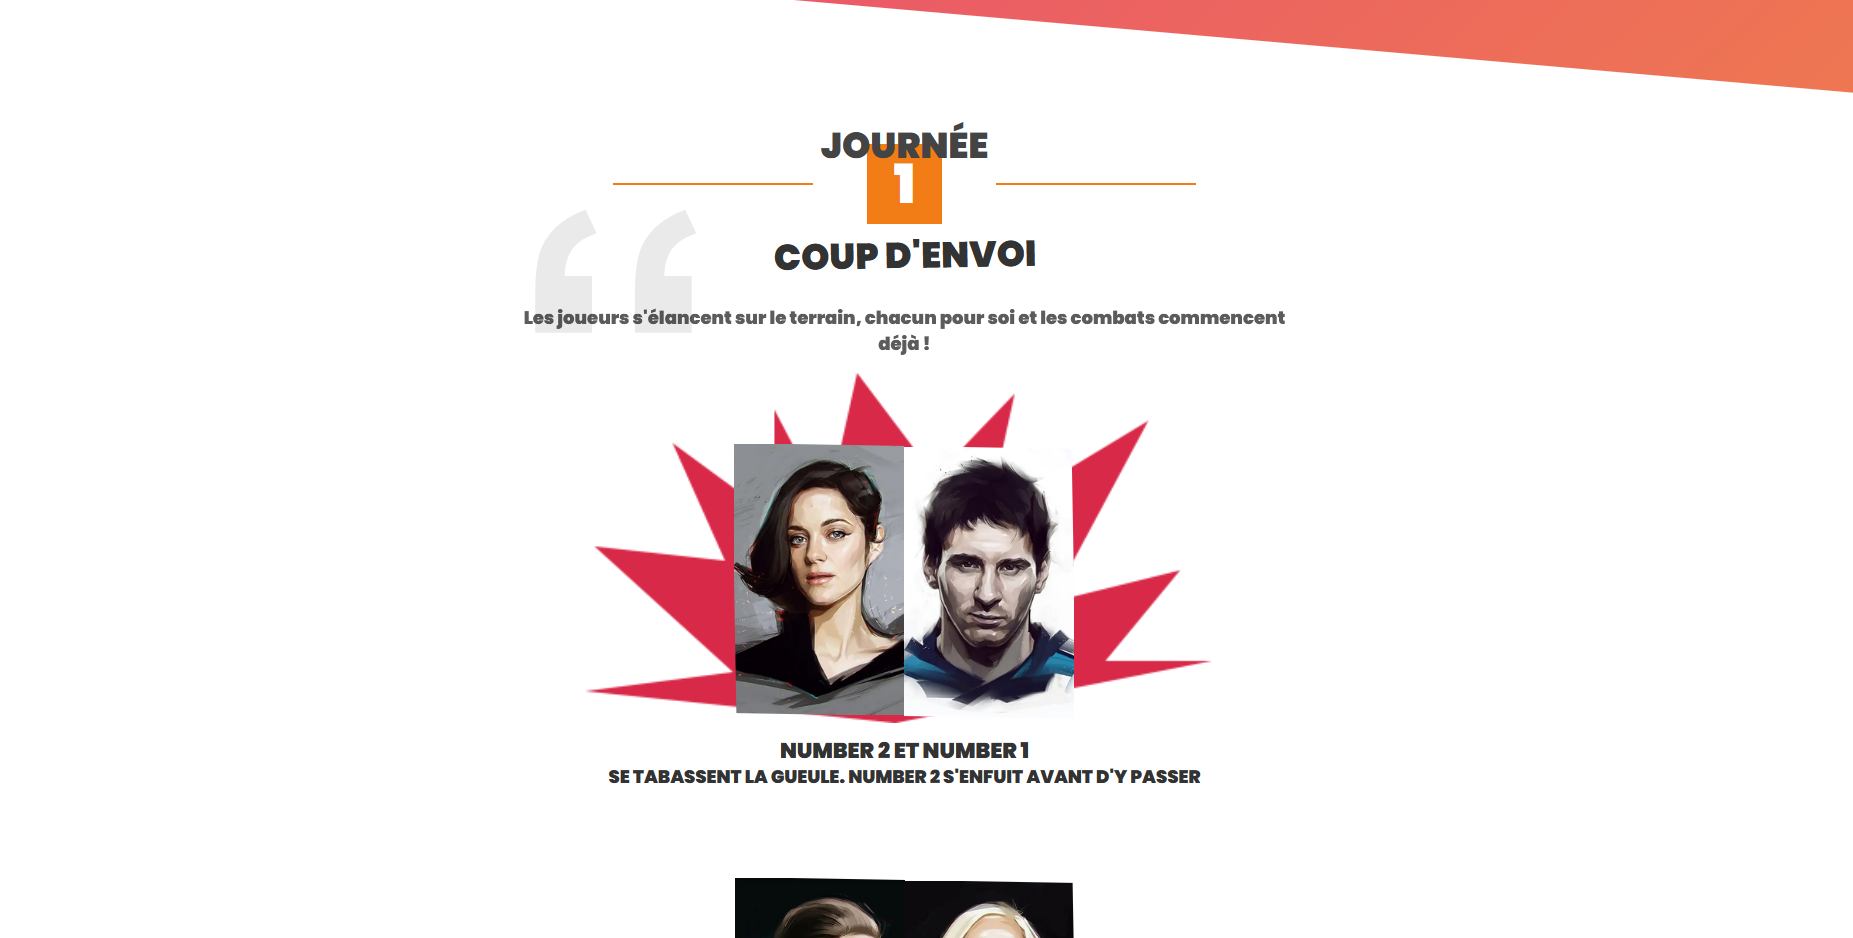 JOURNÉE
1
COUP D'ENVOI
Les joueurs s'élancent sur le terrain, chacun pour soi et les combats commencent
déjà !
NUMBER 2 ET NUMBER 1
SE TABASSENT LA GUEULE. NUMBER 2 S'ENFUIT AVANT D'Y PASSER